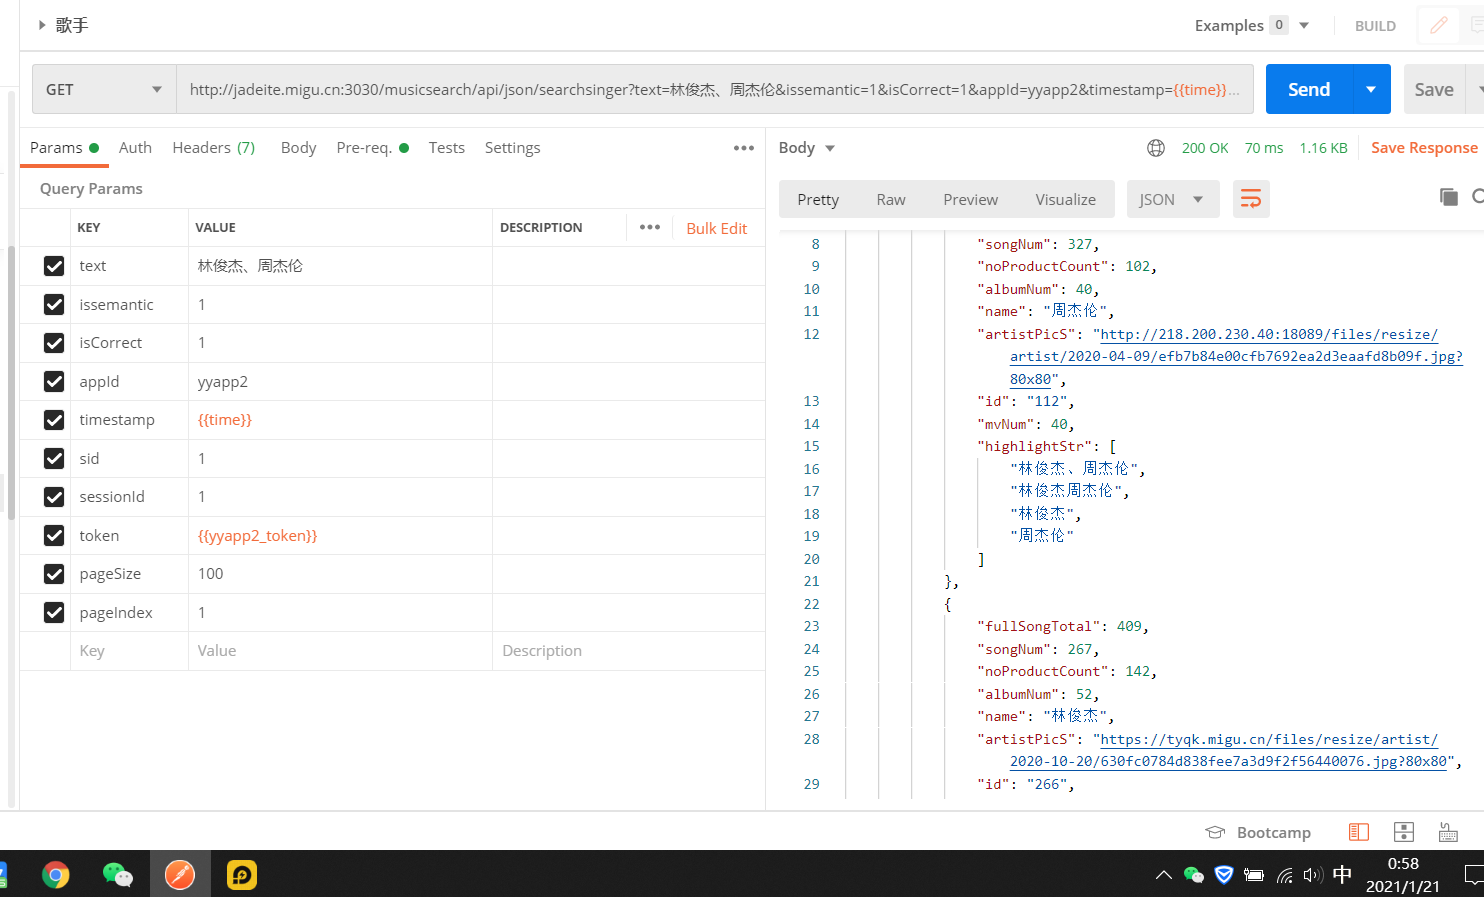 歌手
Examples 0
BUILD
GET
http://jadeite.migu.cn:3030/musicsearch/api/json/searchsinger?text=林俊杰、周杰伦&issemantic=1&isCorrect=1&appId=yyapp2&timestamp={{time}}...
Send
Save
Params
Auth
Headers (7)
Body
Pre-req.
Tests
Settings
Query Params
KEY VALUE DESCRIPTION Bulk Edit
text 林俊杰、周杰伦
issemantic 1
isCorrect 1
appId yyapp2
timestamp {{time}}
sid 1
sessionId 1
token {{yyapp2_token}}
pageSize 100
pageIndex 1
Key Value Description
Body
200 OK 70 ms 1.16 KB Save Response
Pretty Raw Preview Visualize JSON
8 "songNum": 327,
9 "noProductCount": 102,
10 "albumNum": 40,
11 "name": "周杰伦",
12 "artistPicS": "http://218.200.230.40:18089/files/resize/
artist/2020-04-09/efb7b84e00cfb7692ea2d3eaafd8b09f.jpg?
80x80",
13 "id": "112",
14 "mvNum": 40,
15 "highlightStr": [
16 "林俊杰、周杰伦",
17 "林俊杰周杰伦",
18 "林俊杰",
19 "周杰伦"
20 ]
21 },
22 {
23 "fullSongTotal": 409,
24 "songNum": 267,
25 "noProductCount": 142,
26 "albumNum": 52,
27 "name": "林俊杰",
28 "artistPicS": "https://tyqk.migu.cn/files/resize/artist/
2020-10-20/630fc0784d838fee7a3d9f2f56440076.jpg?80x80",
29 "id": "266",
Bootcamp
中
0:58
2021/1/21